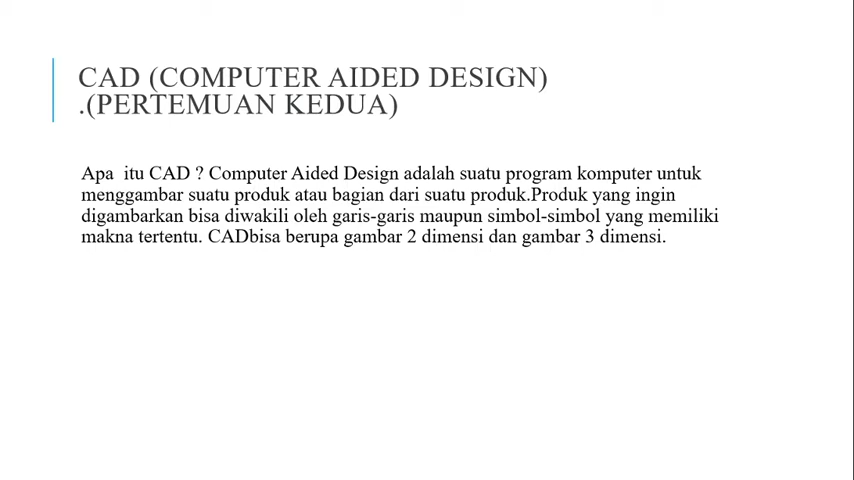 CAD (COMPUTER AIDED DESIGN)
.(PERTEMUAN KEDUA)
Apa  itu CAD ? Computer Aided Design adalah suatu program komputer untuk
menggambar suatu produk atau bagian dari suatu produk.Produk yang ingin
digambarkan bisa diwakili oleh garis-garis maupun simbol-simbol yang memiliki
makna tertentu. CADbisa berupa gambar 2 dimensi dan gambar 3 dimensi.